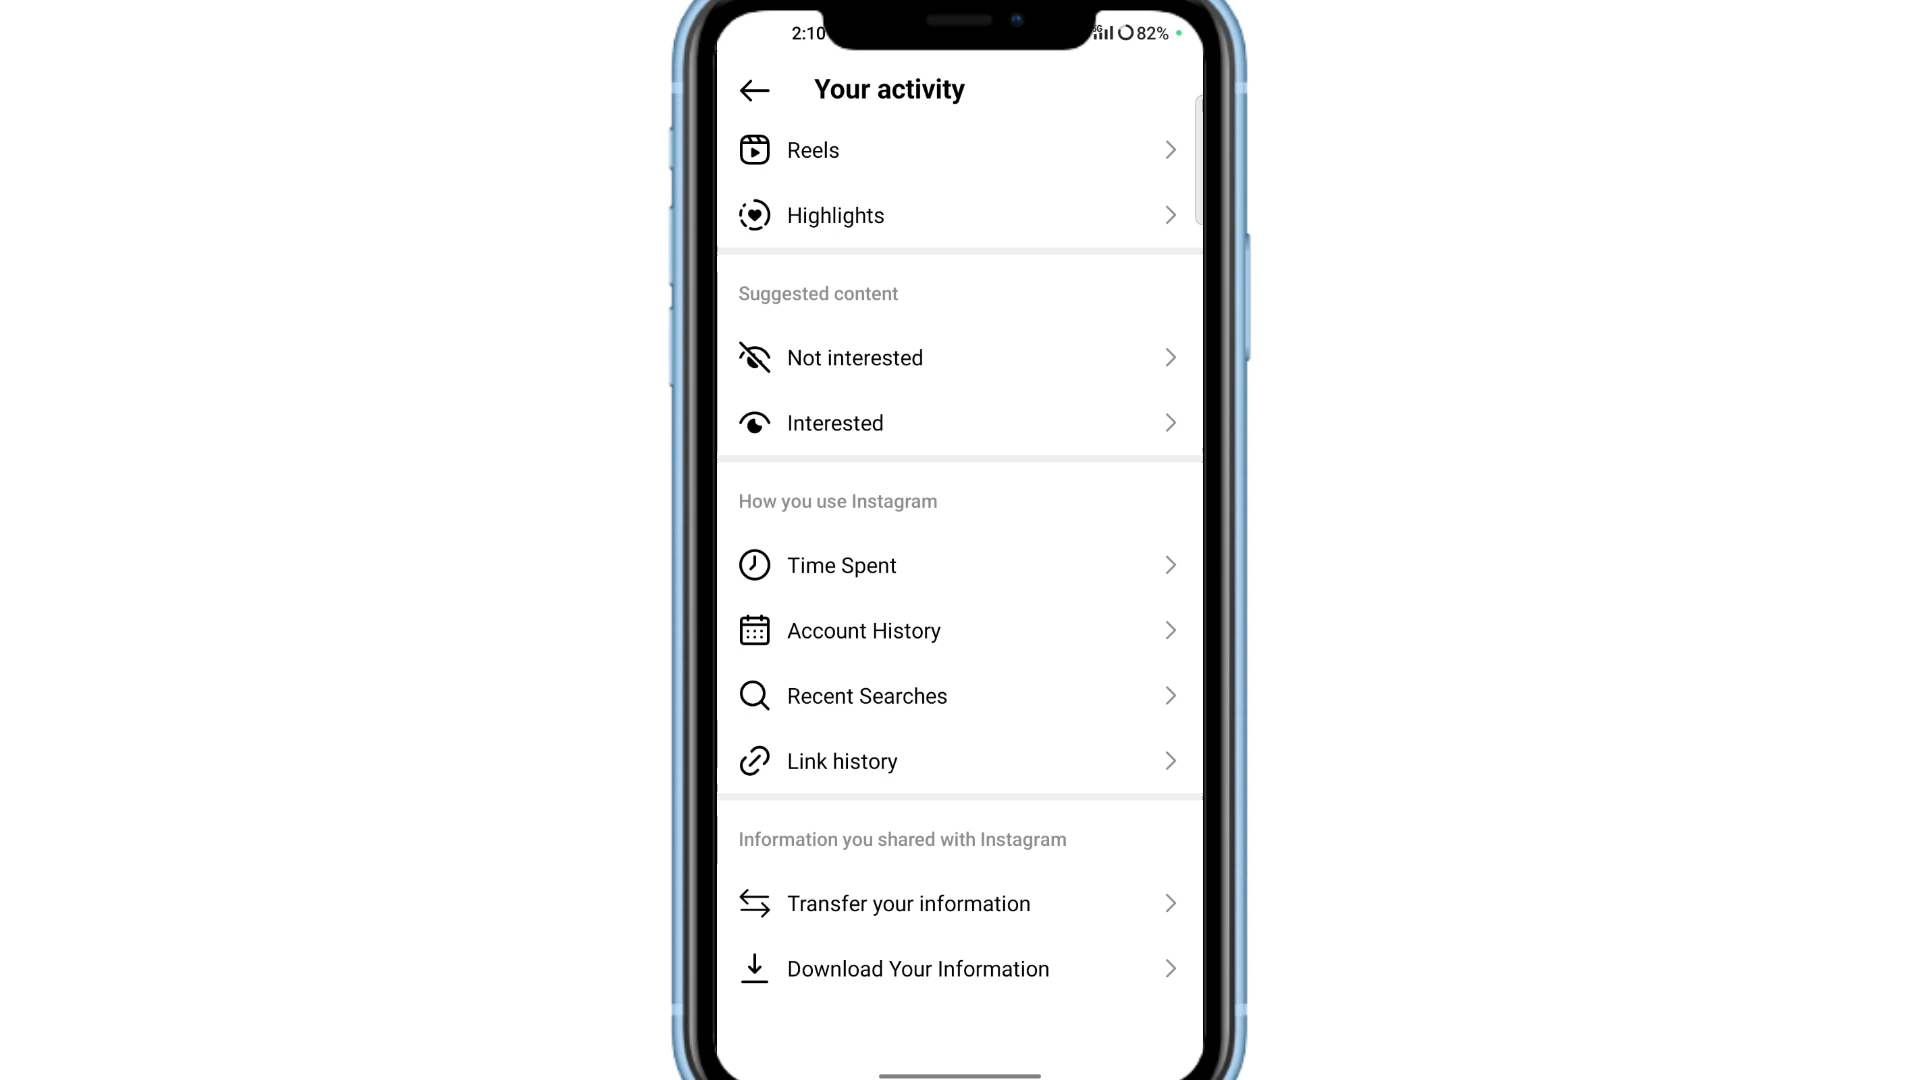 2:10 5G 82%
Your activity
Reels
Highlights
Suggested content
Not interested
Interested
How you use Instagram
Time Spent
Account History
Recent Searches
Link history
Information you shared with Instagram
Transfer your information
Download Your Information